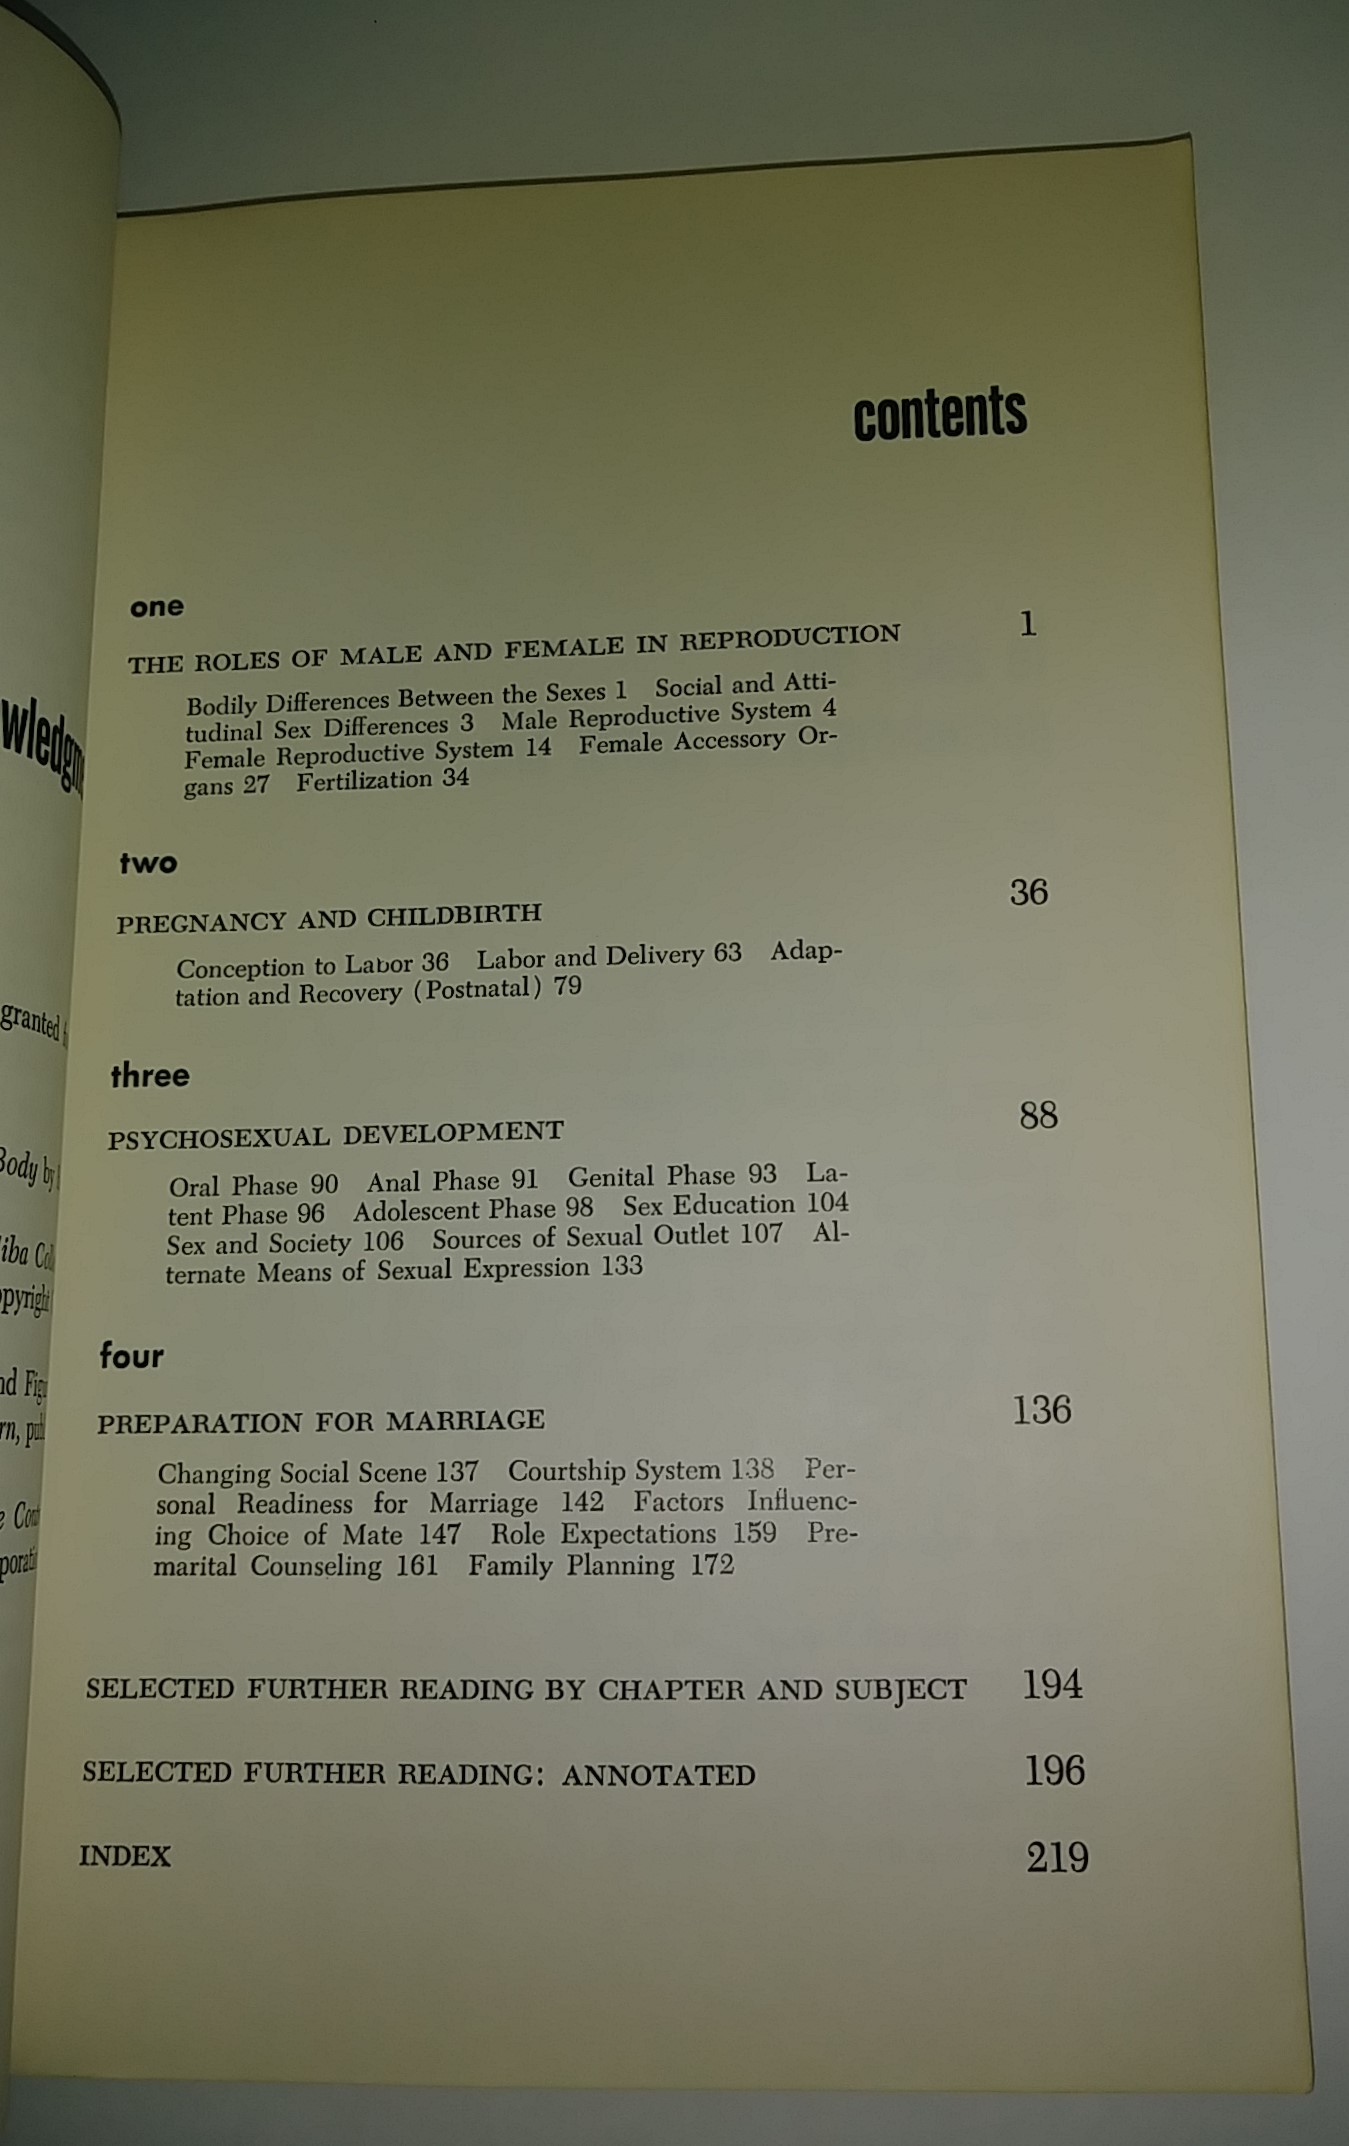 contents
one
THE ROLES OF MALE AND FEMALE IN REPRODUCTION 1
Bodily Differences Between the Sexes 1 Social and Atti-
tudinal Sex Differences 3 Male Reproductive System 4
Female Reproductive System 14 Female Accessory Or-
gans 27 Fertilization 34
two
PREGNANCY AND CHILDBIRTH 36
Conception to Labor 36 Labor and Delivery 63 Adap-
tation and Recovery (Postnatal) 79
three
PSYCHOSEXUAL DEVELOPMENT 88
Oral Phase 90 Anal Phase 91 Genital Phase 93 La-
tent Phase 96 Adolescent Phase 98 Sex Education 104
Sex and Society 106 Sources of Sexual Outlet 107 Al-
ternate Means of Sexual Expression 133
four
PREPARATION FOR MARRIAGE 136
Changing Social Scene 137 Courtship System 138 Per-
sonal Readiness for Marriage 142 Factors Influenc-
ing Choice of Mate 147 Role Expectations 159 Pre-
marital Counseling 161 Family Planning 172
SELECTED FURTHER READING BY CHAPTER AND SUBJECT 194
SELECTED FURTHER READING: ANNOTATED 196
INDEX 219
granted
Body by